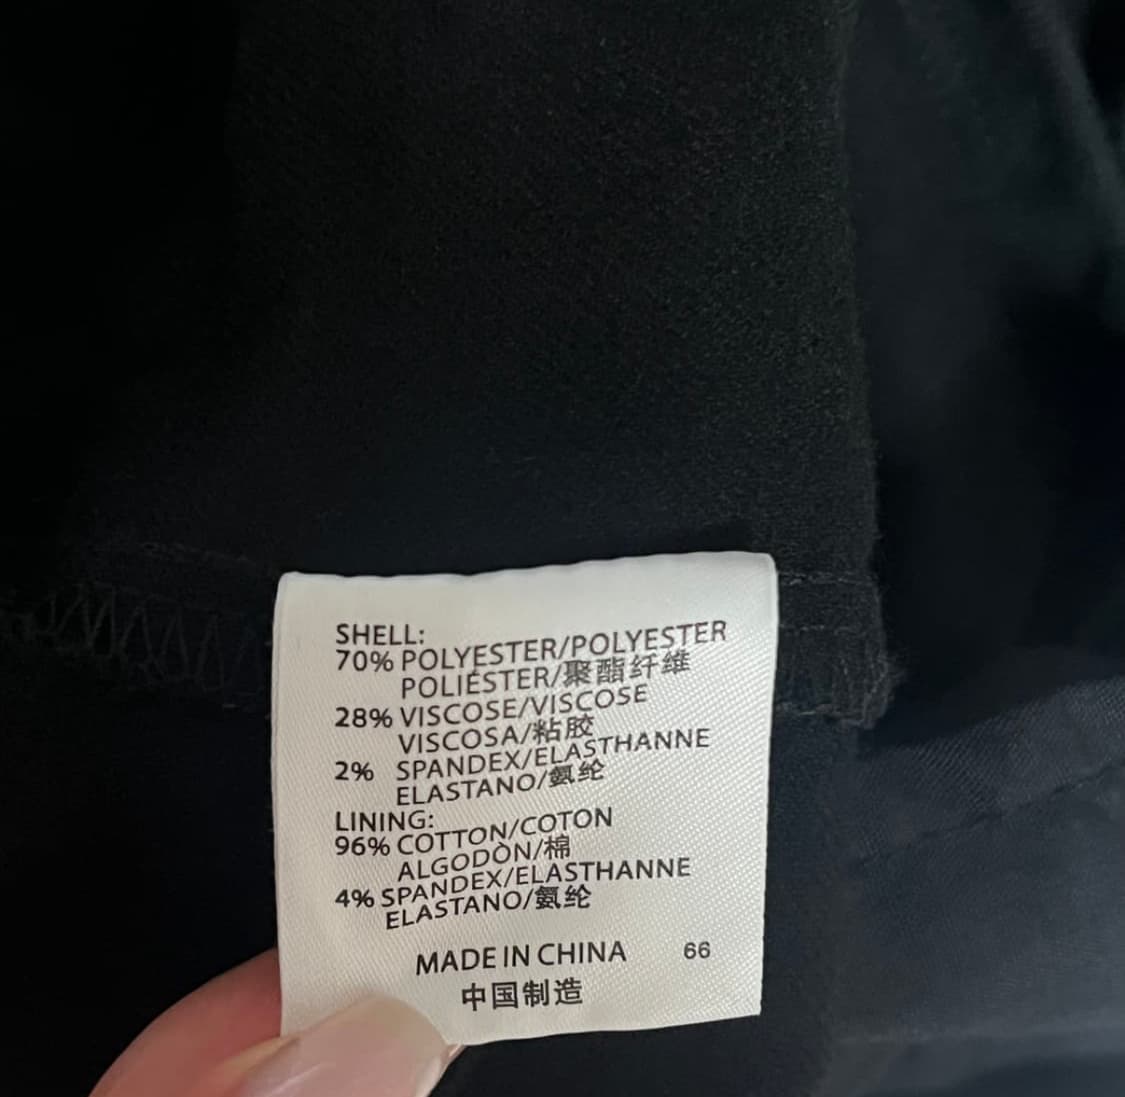 SHELL:
70% POLYESTER/POLYESTER
POLIÉSTER/聚酯纤维
28% VISCOSE/VISCOSE
VISCOSA/粘胶
2% SPANDEX/ELASTHANNE
ELASTANO/氨纶
LINING:
96% COTTON/COTON
ALGODÒN/棉
4% SPANDEX/ELASTHANNE
ELASTANO/氨纶
MADE IN CHINA 66
中国制造